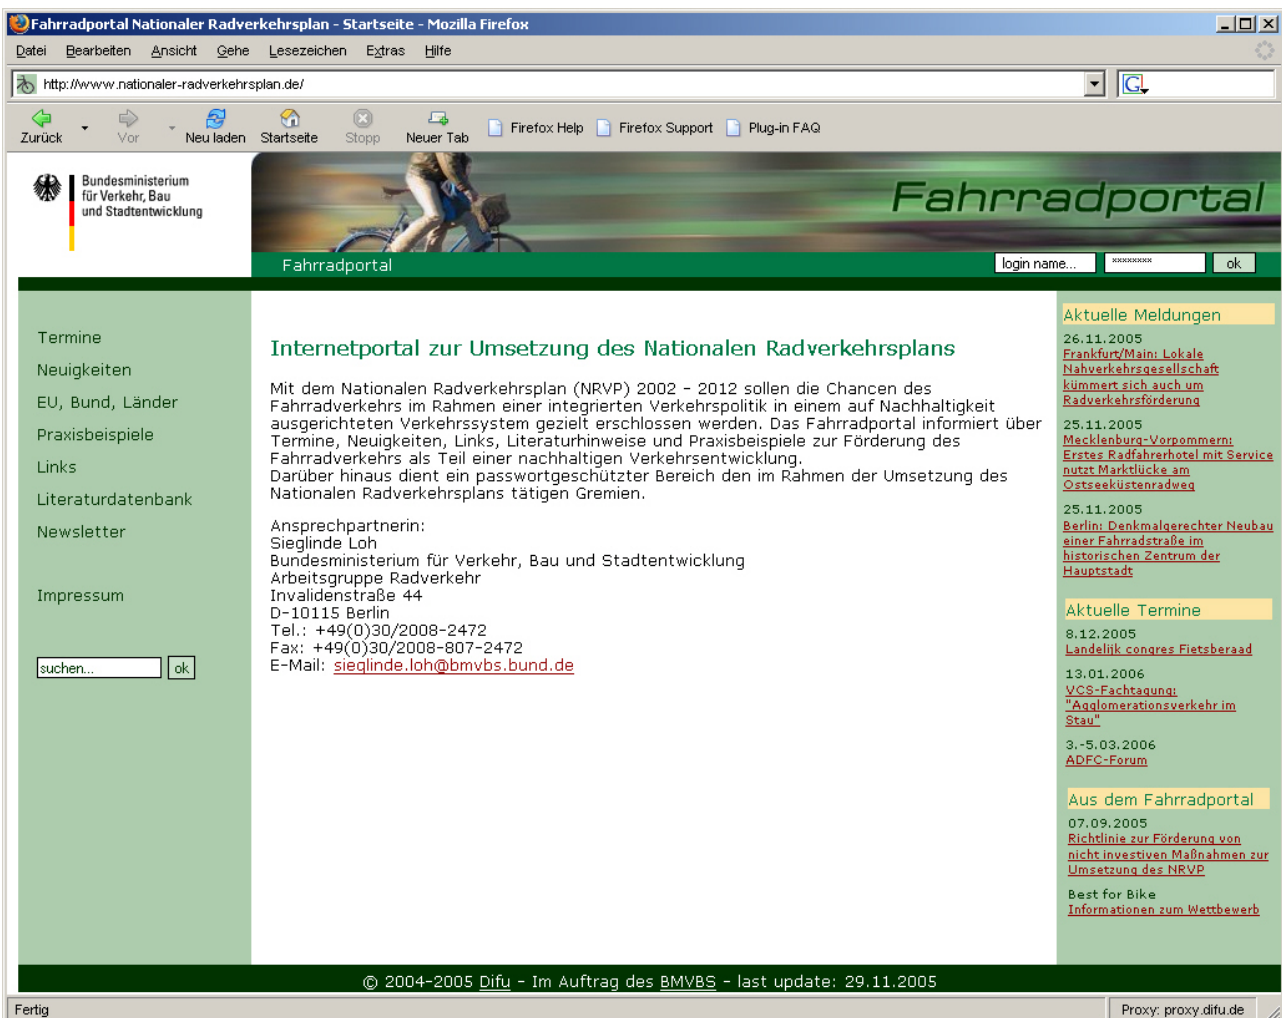 Fahrradportal Nationaler Radverkehrsplan - Startseite - Mozilla Firefox
Datei Bearbeiten Ansicht Gehe Lesezeichen Extras Hilfe
http://www.nationaler-radverkehrsplan.de/
G
Zurück Vor Neu laden Startseite Stopp Neuer Tab Firefox Help Firefox Support Plug-in FAQ
Bundesministerium
für Verkehr, Bau
und Stadtentwicklung
Fahrradportal
Fahrradportal
login name... ******** ok
Termine
Neuigkeiten
EU, Bund, Länder
Praxisbeispiele
Links
Literaturdatenbank
Newsletter
Impressum
suchen... ok
Internetportal zur Umsetzung des Nationalen Radverkehrsplans
Mit dem Nationalen Radverkehrsplan (NRVP) 2002 - 2012 sollen die Chancen des
Fahrradverkehrs im Rahmen einer integrierten Verkehrspolitik in einem auf Nachhaltigkeit
ausgerichteten Verkehrssystem gezielt erschlossen werden. Das Fahrradportal informiert über
Termine, Neuigkeiten, Links, Literaturhinweise und Praxisbeispiele zur Förderung des
Fahrradverkehrs als Teil einer nachhaltigen Verkehrsentwicklung.
Darüber hinaus dient ein passwortgeschützter Bereich den im Rahmen der Umsetzung des
Nationalen Radverkehrsplans tätigen Gremien.
Ansprechpartnerin:
Sieglinde Loh
Bundesministerium für Verkehr, Bau und Stadtentwicklung
Arbeitsgruppe Radverkehr
Invalidenstraße 44
D-10115 Berlin
Tel.: +49(0)30/2008-2472
Fax: +49(0)30/2008-807-2472
E-Mail: sieglinde.loh@bmvbs.bund.de
Aktuelle Meldungen
26.11.2005
Frankfurt/Main: Lokale
Nahverkehrsgesellschaft
kümmert sich auch um
Radverkehrsförderung
25.11.2005
Mecklenburg-Vorpommern:
Erstes Radfahrerhotel mit Service
nutzt Marktlücke am
Ostseeküstenradweg
25.11.2005
Berlin: Denkmalgerechter Neubau
einer Fahrradstraße im
historischen Zentrum der
Hauptstadt
Aktuelle Termine
8.12.2005
Landelijk congres Fietsberaad
13.01.2006
VCS-Fachtagung:
"Agglomerationsverkehr im
Stau"
3.-5.03.2006
ADFC-Forum
Aus dem Fahrradportal
07.09.2005
Richtlinie zur Förderung von
nicht investiven Maßnahmen zur
Umsetzung des NRVP
Best for Bike
Informationen zum Wettbewerb
© 2004-2005 Difu - Im Auftrag des BMVBS - last update: 29.11.2005
Fertig
Proxy: proxy.difu.de